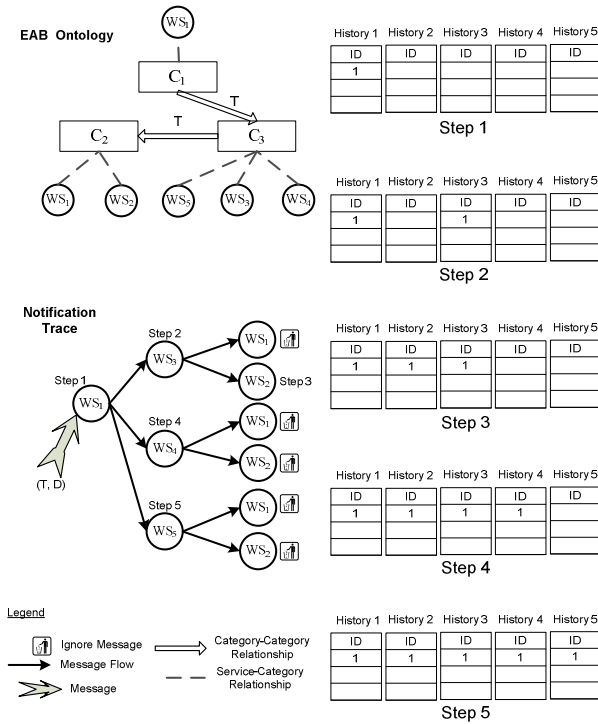 EAB Ontology
WS1
C1
T
T
C2
C3
WS1
WS2
WS5
WS3
WS4
History 1 History 2 History 3 History 4 History 5
ID ID ID ID ID
1
Step 1
History 1 History 2 History 3 History 4 History 5
ID ID ID ID ID
1 1
Step 2
Notification
Trace
Step 1
WS1
(T, D)
Step 2
WS3
WS1
WS2
Step 3
Step 4
WS4
WS1
WS2
Step 5
WS5
WS1
WS2
History 1 History 2 History 3 History 4 History 5
ID ID ID ID ID
1 1 1
Step 3
History 1 History 2 History 3 History 4 History 5
ID ID ID ID ID
1 1 1 1
Step 4
Legend
Ignore Message
Message Flow
Message
Category-Category
Relationship
Service-Category
Relationship
History 1 History 2 History 3 History 4 History 5
ID ID ID ID ID
1 1 1 1 1
Step 5